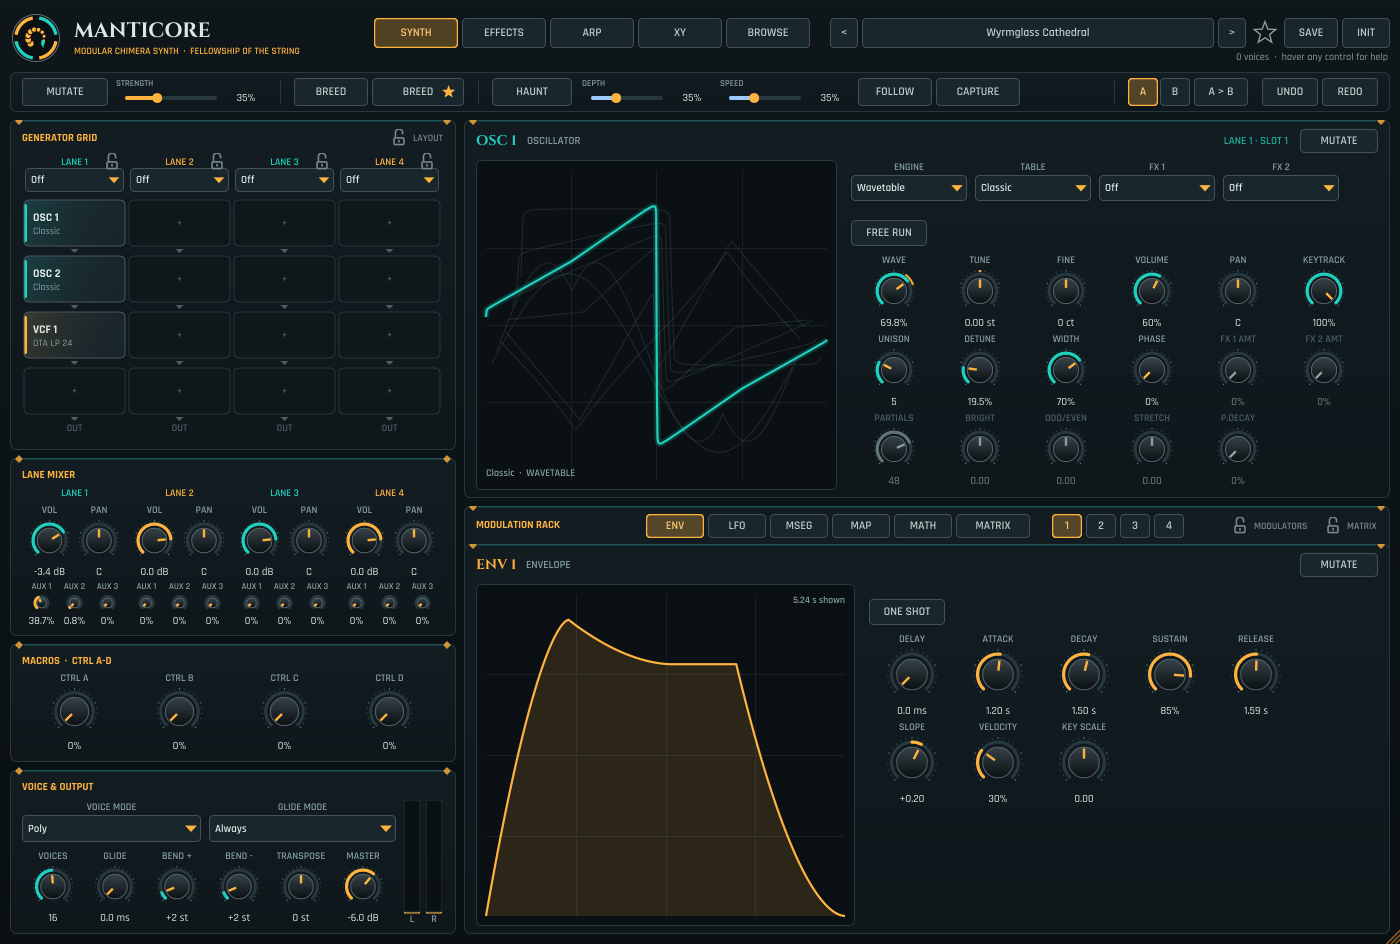 MANTICORE
MODULAR CHIMERA SYNTH · FELLOWSHIP OF THE STRING
SYNTH EFFECTS ARP XY BROWSE < Wyrmglass Cathedral > SAVE INIT
0 voices · hover any control for help
MUTATE STRENGTH 35% BREED BREED HAUNT DEPTH 35% SPEED 35% FOLLOW CAPTURE A B A > B UNDO REDO
GENERATOR GRID LAYOUT
LANE 1 LANE 2 LANE 3 LANE 4
Off Off Off Off
OSC 1
Classic
+ + +
OSC 2
Classic
+ + +
VCF 1
OTA LP 24
+ + +
+ + + +
OUT OUT OUT OUT
LANE MIXER
LANE 1 LANE 2 LANE 3 LANE 4
VOL PAN VOL PAN VOL PAN VOL PAN
-3.4 dB C 0.0 dB C 0.0 dB C 0.0 dB C
AUX 1 AUX 2 AUX 3 AUX 1 AUX 2 AUX 3 AUX 1 AUX 2 AUX 3 AUX 1 AUX 2 AUX 3
38.7% 0.8% 0% 0% 0% 0% 0% 0% 0% 0% 0% 0%
MACROS · CTRL A-D
CTRL A CTRL B CTRL C CTRL D
0% 0% 0% 0%
VOICE & OUTPUT
VOICE MODE GLIDE MODE
Poly Always
VOICES GLIDE BEND + BEND - TRANSPOSE MASTER
16 0.0 ms +2 st +2 st 0 st -6.0 dB
L R
OSC 1 OSCILLATOR LANE 1 · SLOT 1 MUTATE
Classic · WAVETABLE
ENGINE TABLE FX 1 FX 2
Wavetable Classic Off Off
FREE RUN
WAVE TUNE FINE VOLUME PAN KEYTRACK
69.8% 0.00 st 0 ct 60% C 100%
UNISON DETUNE WIDTH PHASE FX 1 AMT FX 2 AMT
5 19.5% 70% 0% 0% 0%
PARTIALS BRIGHT ODD/EVEN STRETCH P.DECAY
48 0.00 0.00 0.00 0%
MODULATION RACK ENV LFO MSEG MAP MATH MATRIX 1 2 3 4 MODULATORS MATRIX
ENV 1 ENVELOPE MUTATE
5.24 s shown
ONE SHOT
DELAY ATTACK DECAY SUSTAIN RELEASE
0.0 ms 1.20 s 1.50 s 85% 1.59 s
SLOPE VELOCITY KEY SCALE
+0.20 30% 0.00